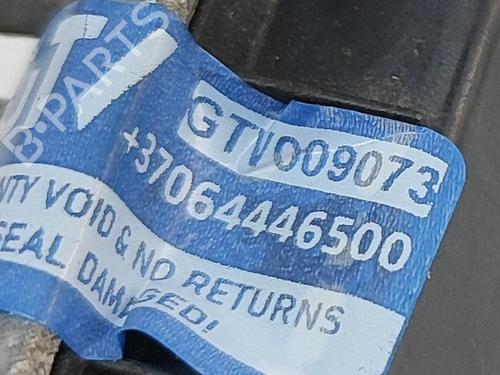 GTV009073
+37064446500
NTY VOID & NO RETURNS
SEAL DAMAGED!
B-PARTS